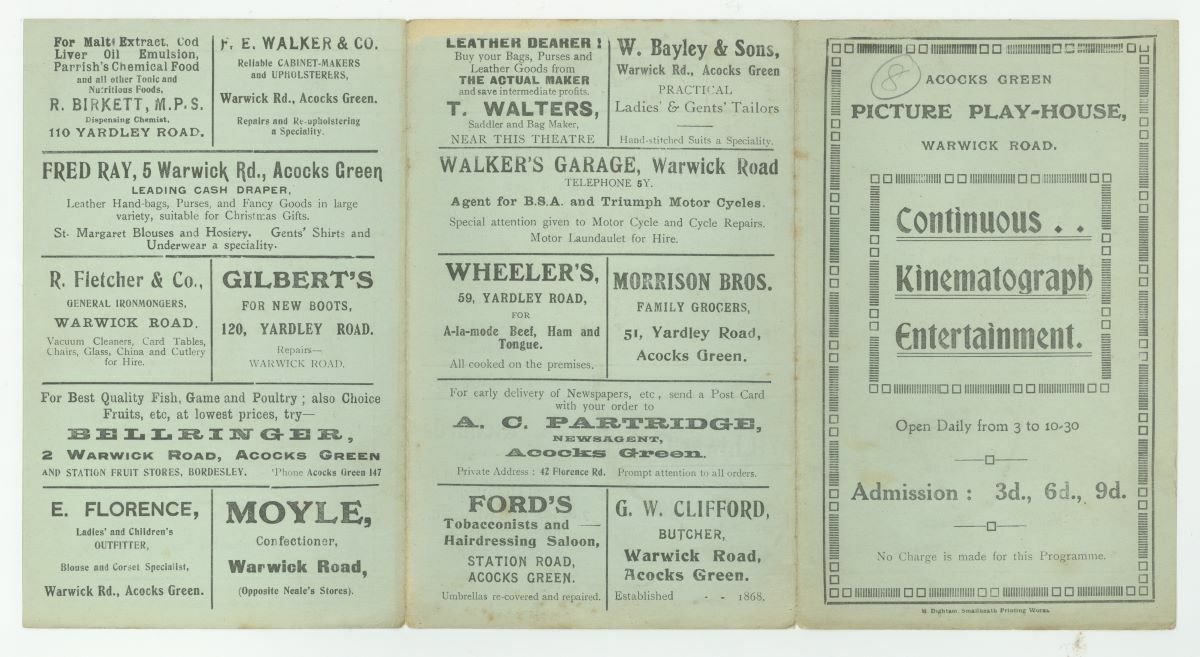 For Malt Extract, Cod
Liver Oil Emulsion,
Parrish's Chemical Food
and all other Tonic and
Nutritious Foods,
R. BIRKETT, M.P.S.
Dispensing Chemist,
110 YARDLEY ROAD.
F. E. WALKER & CO.
Reliable CABINET-MAKERS
and UPHOLSTERERS,
Warwick Rd., Acocks Green.
Repairs and Re-upholstering
a Speciality.
FRED RAY, 5 Warwick Rd., Acocks Green
LEADING CASH DRAPER,
Leather Hand-bags, Purses, and Fancy Goods in large
variety, suitable for Christmas Gifts.
St. Margaret Blouses and Hosiery. Gents' Shirts and
Underwear a speciality.
R. Fletcher & Co.,
GENERAL IRONMONGERS,
WARWICK ROAD.
Vacuum Cleaners, Card Tables,
Chairs, Glass, China and Cutlery
for Hire.
GILBERT'S
FOR NEW BOOTS,
120, YARDLEY ROAD.
Repairs—
WARWICK ROAD.
For Best Quality Fish, Game and Poultry; also Choice
Fruits, etc, at lowest prices, try—
BELLRINGER,
2 WARWICK ROAD, ACOCKS GREEN
AND STATION FRUIT STORES, BORDESLEY. 'Phone Acocks Green 147
E. FLORENCE,
Ladies' and Children's
OUTFITTER,
Blouse and Corset Specialist,
Warwick Rd., Acocks Green.
MOYLE,
Confectioner,
Warwick Road,
(Opposite Neale's Stores).
LEATHER DEARER!
Buy your Bags, Purses and
Leather Goods from
THE ACTUAL MAKER
and save intermediate profits.
T. WALTERS,
Saddler and Bag Maker,
NEAR THIS THEATRE
W. Bayley & Sons,
Warwick Rd., Acocks Green
PRACTICAL
Ladies' & Gents' Tailors
Hand-stitched Suits a Speciality.
WALKER'S GARAGE, Warwick Road
TELEPHONE 5Y.
Agent for B.S.A. and Triumph Motor Cycles.
Special attention given to Motor Cycle and Cycle Repairs.
Motor Laundaulet for Hire.
WHEELER'S,
59, YARDLEY ROAD,
FOR
A-la-mode Beef, Ham and
Tongue.
All cooked on the premises.
MORRISON BROS.
FAMILY GROCERS,
51, Yardley Road,
Acocks Green.
For early delivery of Newspapers, etc, send a Post Card
with your order to
A. C. PARTRIDGE,
NEWSAGENT,
Acocks Green.
Private Address: 42 Florence Rd. Prompt attention to all orders.
FORD'S
Tobacconists and —
Hairdressing Saloon,
STATION ROAD,
ACOCKS GREEN.
Umbrellas re-covered and repaired.
G. W. CLIFFORD,
BUTCHER,
Warwick Road,
Acocks Green.
Established - - 1868.
8
ACOCKS GREEN
PICTURE PLAY-HOUSE,
WARWICK ROAD.
Continuous . .
Kinematograph
Entertainment.
Open Daily from 3 to 10-30
Admission: 3d., 6d., 9d.
No Charge is made for this Programme.
M. Dightam, Smallheath Printing Works.